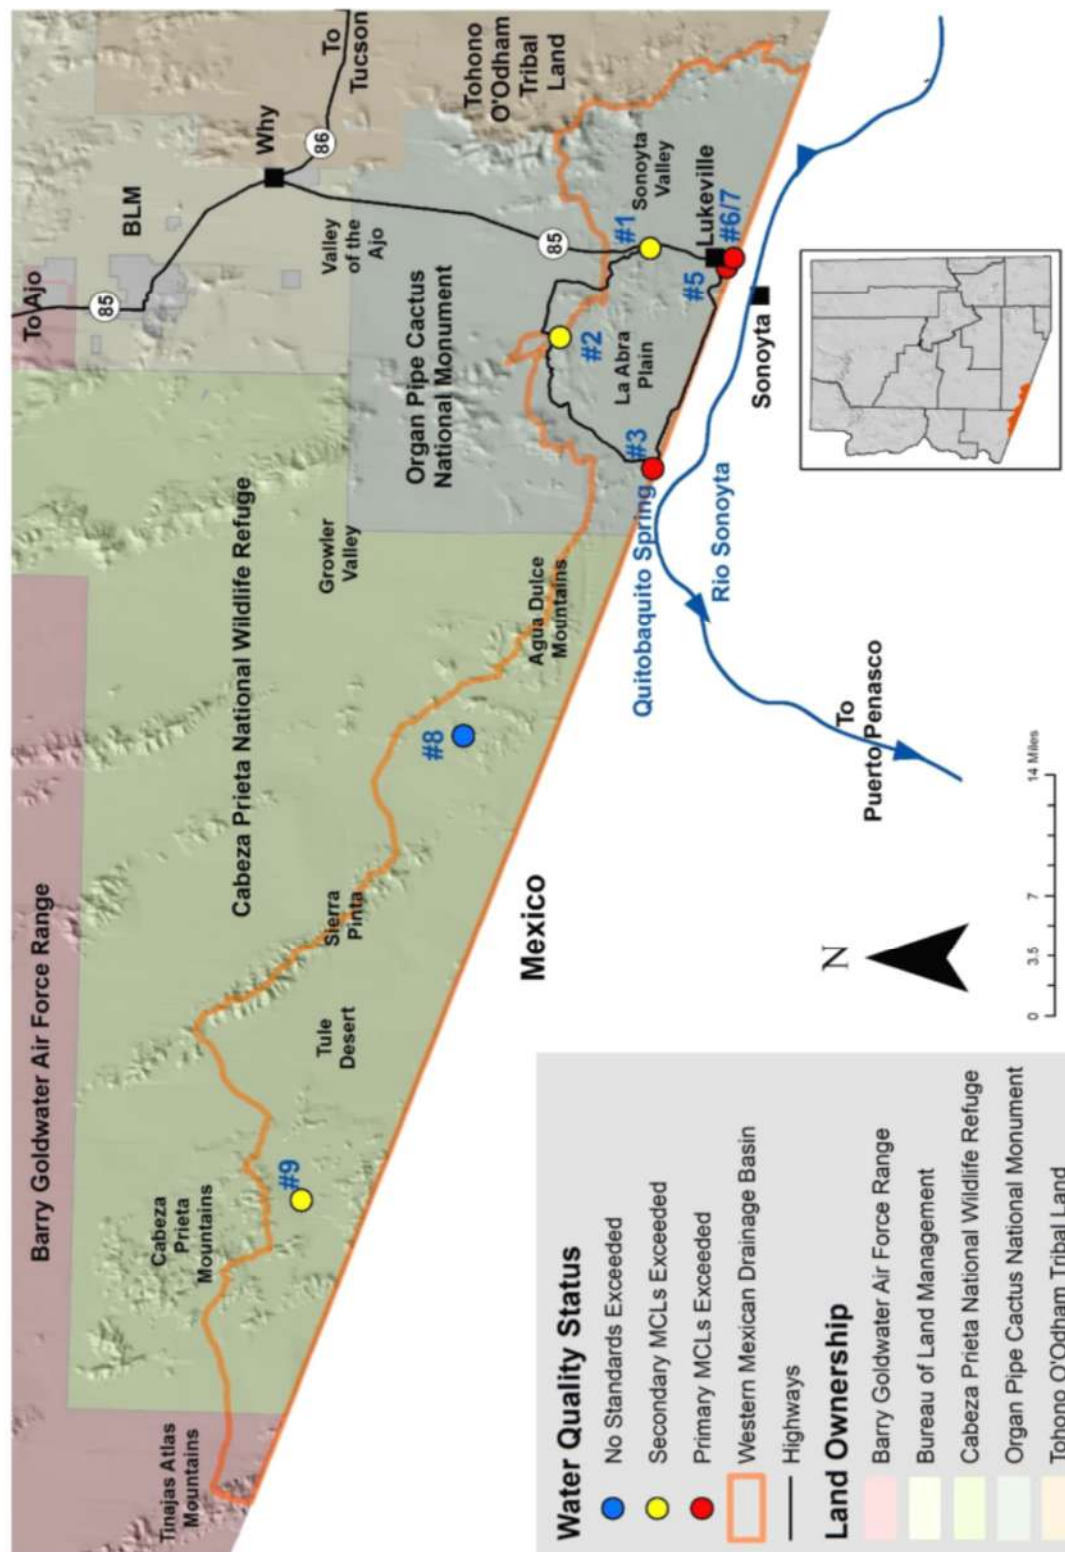 Barry Goldwater Air Force Range
To Ajo
85
BLM
Why
To
Tucson
86
Tohono
O'Odham
Tribal
Land
Tinajas Atlas
Mountains
Cabeza
Prieta
Mountains
Cabeza Prieta National Wildlife Refuge
Valley
of the
Ajo
Growler
Valley
Organ Pipe Cactus
National Monument
85
#9
Tule
Desert
Sierra
Pinta
#8
Agua Dulce
Mountains
#2
#1
Sonoyta
Valley
La Abra
Plain
#3
Quitobaquito Spring
#5
Lukeville
#6/7
Mexico
Rio Sonoyta
Sonoyta
To
Puerto Penasco
N
0
3.5
7
14 Miles
Water Quality Status
No Standards Exceeded
Secondary MCLs Exceeded
Primary MCLs Exceeded
Western Mexican Drainage Basin
Highways
Land Ownership
Barry Goldwater Air Force Range
Bureau of Land Management
Cabeza Prieta National Wildlife Refuge
Organ Pipe Cactus National Monument
Tohono O'Odham Tribal Land